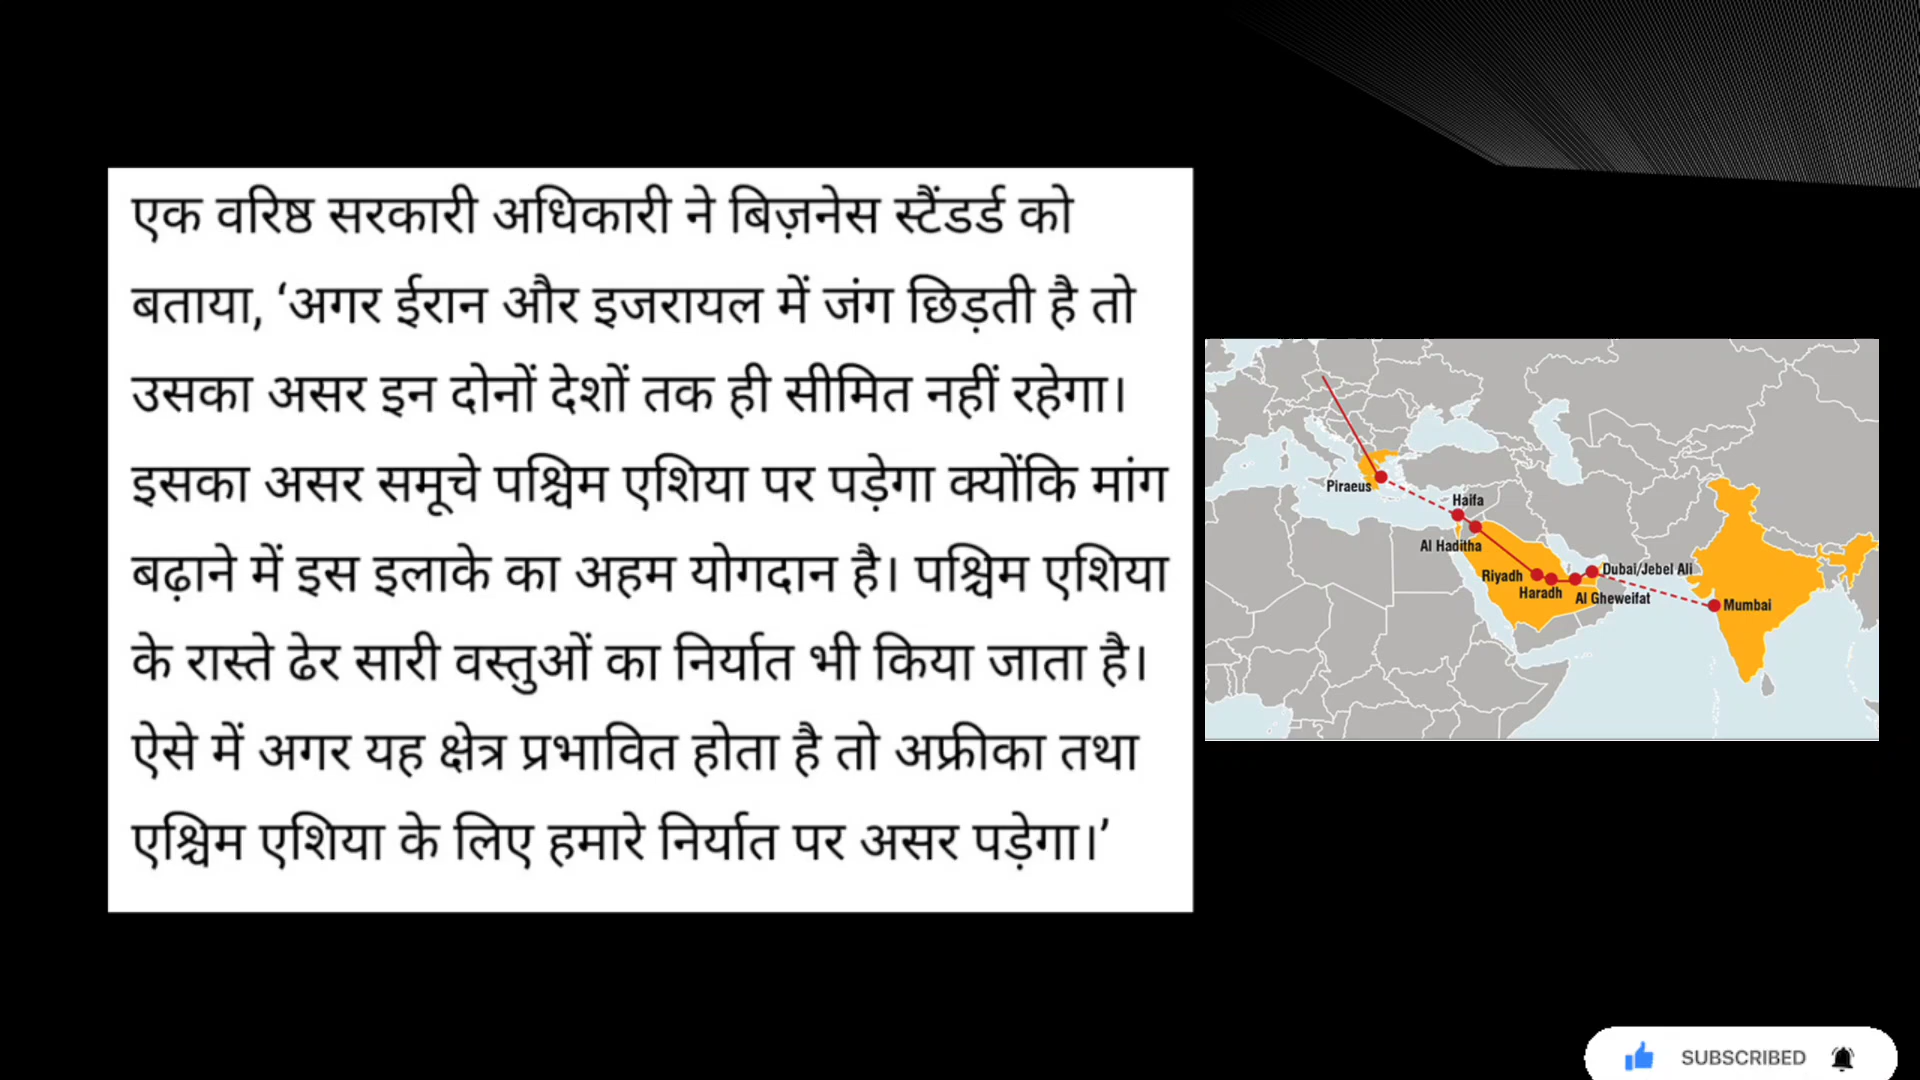 एक वरिष्ठ सरकारी अधिकारी ने बिज़नेस स्टैंडर्ड को
बताया, ‘अगर ईरान और इजरायल में जंग छिड़ती है तो
उसका असर इन दोनों देशों तक ही सीमित नहीं रहेगा।
इसका असर समूचे पश्चिम एशिया पर पड़ेगा क्योंकि मांग
बढ़ाने में इस इलाके का अहम योगदान है। पश्चिम एशिया
के रास्ते ढेर सारी वस्तुओं का निर्यात भी किया जाता है।
ऐसे में अगर यह क्षेत्र प्रभावित होता है तो अफ्रीका तथा
एश्चिम एशिया के लिए हमारे निर्यात पर असर पड़ेगा।’
Piraeus
Haifa
Al Haditha
Riyadh
Haradh
Al Gheweifat
Dubai/Jebel Ali
Mumbai
SUBSCRIBED